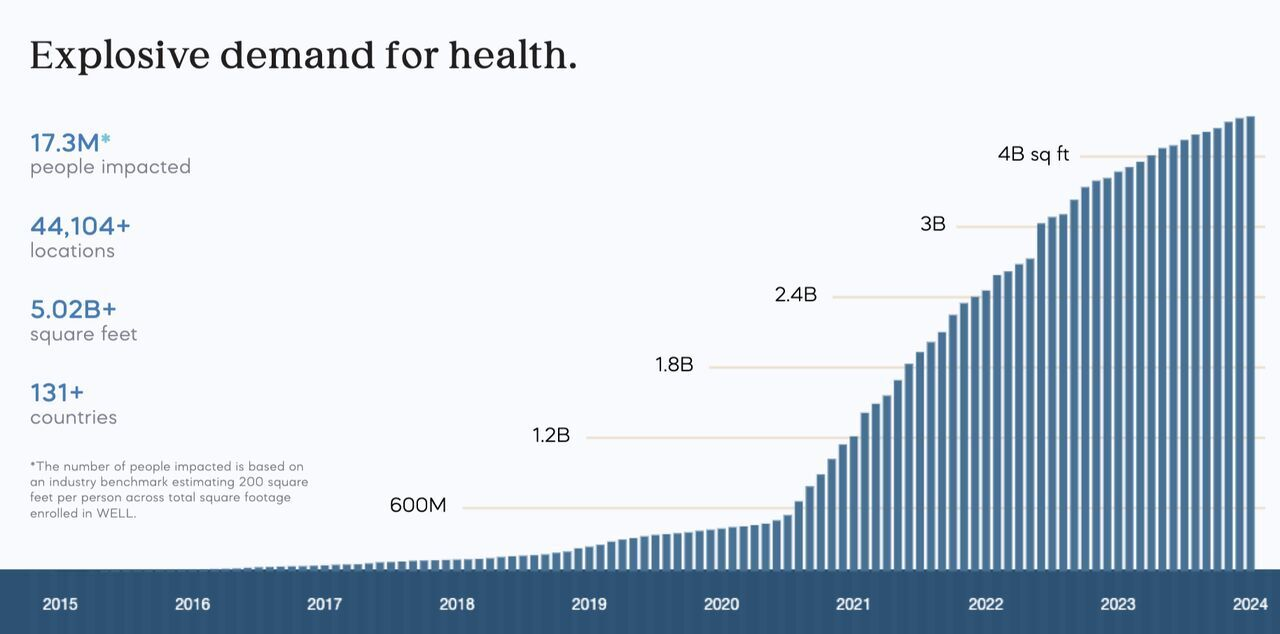 Explosive demand for health.
17.3M*
people impacted
44,104+
locations
5.02B+
square feet
131+
countries
*The number of people impacted is based on
an industry benchmark estimating 200 square
feet per person across total square footage
enrolled in WELL.
4B sq ft
3B
2.4B
1.8B
1.2B
600M
2015 2016 2017 2018 2019 2020 2021 2022 2023 2024